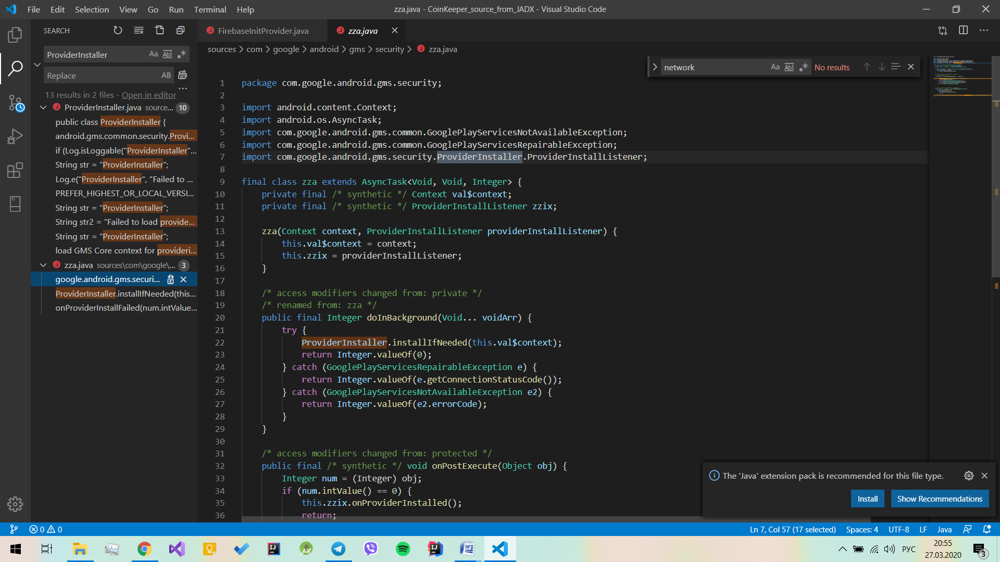 File Edit Selection View Go Run Terminal Help
zza.java - CoinKeeper_source_from_JADX - Visual Studio Code
SEARCH
FirebaseInitProvider.java
zza.java
sources > com > google > android > gms > security > zza.java
ProviderInstaller
Aa Abl .*
Replace
AB
13 results in 2 files - Open in editor
ProviderInstaller.java source... 10
public class ProviderInstaller {
android.gms.common.security.Provi...
if (Log.isLoggable("ProviderInstaller"...
String str = "ProviderInstaller";
Log.e("ProviderInstaller", "Failed to ...
PREFER_HIGHEST_OR_LOCAL_VERSI...
String str = "ProviderInstaller";
String str2 = "Failed to load provide...
String str = "ProviderInstaller";
load GMS Core context for provideri...
zza.java sources\com\google\... 3
google.android.gms.securi...
ProviderInstaller.installIfNeeded(this...
onProviderInstallFailed(num.intValue...
network
Aa Abl .*
No results
1 package com.google.android.gms.security;
2
3 import android.content.Context;
4 import android.os.AsyncTask;
5 import com.google.android.gms.common.GooglePlayServicesNotAvailableException;
6 import com.google.android.gms.common.GooglePlayServicesRepairableException;
7 import com.google.android.gms.security.ProviderInstaller.ProviderInstallListener;
8
9 final class zza extends AsyncTask<Void, Void, Integer> {
10 private final /* synthetic */ Context val$context;
11 private final /* synthetic */ ProviderInstallListener zzix;
12
13 zza(Context context, ProviderInstallListener providerInstallListener) {
14 this.val$context = context;
15 this.zzix = providerInstallListener;
16 }
17
18 /* access modifiers changed from: private */
19 /* renamed from: zza */
20 public final Integer doInBackground(Void... voidArr) {
21 try {
22 ProviderInstaller.installIfNeeded(this.val$context);
23 return Integer.valueOf(0);
24 } catch (GooglePlayServicesRepairableException e) {
25 return Integer.valueOf(e.getConnectionStatusCode());
26 } catch (GooglePlayServicesNotAvailableException e2) {
27 return Integer.valueOf(e2.errorCode);
28 }
29 }
30
31 /* access modifiers changed from: protected */
32 public final /* synthetic */ void onPostExecute(Object obj) {
33 Integer num = (Integer) obj;
34 if (num.intValue() == 0) {
35 this.zzix.onProviderInstalled();
36 return;
The 'Java' extension pack is recommended for this file type.
Install
Show Recommendations
0 0
Ln 7, Col 57 (17 selected) Spaces: 4 UTF-8 LF Java
РУС
20:55
27.03.2020
3